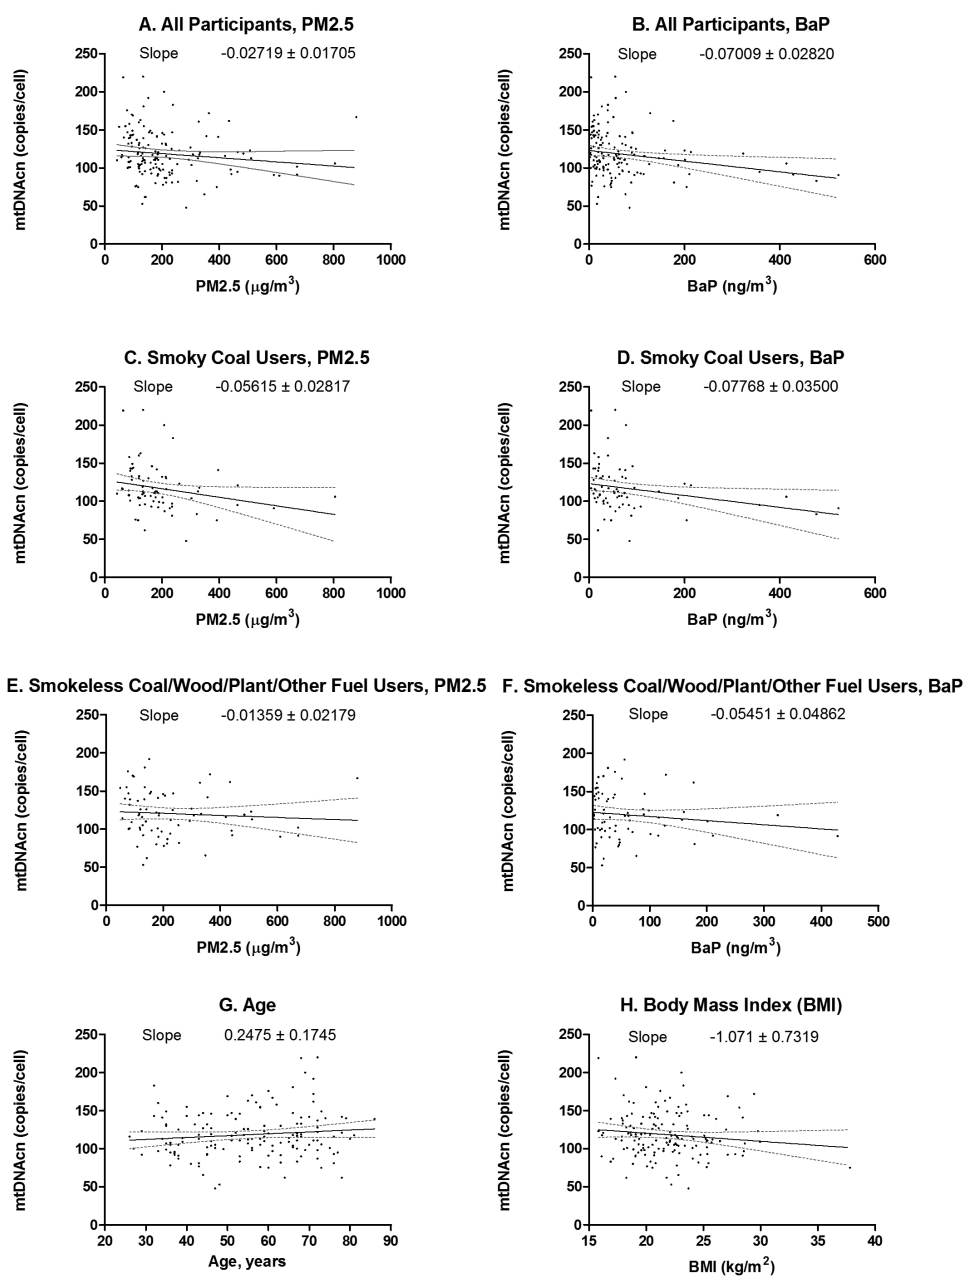 A. All Participants, PM2.5
Slope -0.02719 ± 0.01705
mtDNAcn (copies/cell)
250
200
150
100
50
0
0 200 400 600 800 1000
PM2.5 (μg/m³)
B. All Participants, BaP
Slope -0.07009 ± 0.02820
mtDNAcn (copies/cell)
250
200
150
100
50
0
0 200 400 600
BaP (ng/m³)
C. Smoky Coal Users, PM2.5
Slope -0.05615 ± 0.02817
mtDNAcn (copies/cell)
250
200
150
100
50
0
0 200 400 600 800 1000
PM2.5 (μg/m³)
D. Smoky Coal Users, BaP
Slope -0.07768 ± 0.03500
mtDNAcn (copies/cell)
250
200
150
100
50
0
0 200 400 600
BaP (ng/m³)
E. Smokeless Coal/Wood/Plant/Other Fuel Users, PM2.5
Slope -0.01359 ± 0.02179
mtDNAcn (copies/cell)
250
200
150
100
50
0
0 200 400 600 800 1000
PM2.5 (μg/m³)
F. Smokeless Coal/Wood/Plant/Other Fuel Users, BaP
Slope -0.05451 ± 0.04862
mtDNAcn (copies/cell)
250
200
150
100
50
0
0 100 200 300 400 500
BaP (ng/m³)
G. Age
Slope 0.2475 ± 0.1745
mtDNAcn (copies/cell)
250
200
150
100
50
0
20 30 40 50 60 70 80 90
Age, years
H. Body Mass Index (BMI)
Slope -1.071 ± 0.7319
mtDNAcn (copies/cell)
250
200
150
100
50
0
15 20 25 30 35 40
BMI (kg/m²)